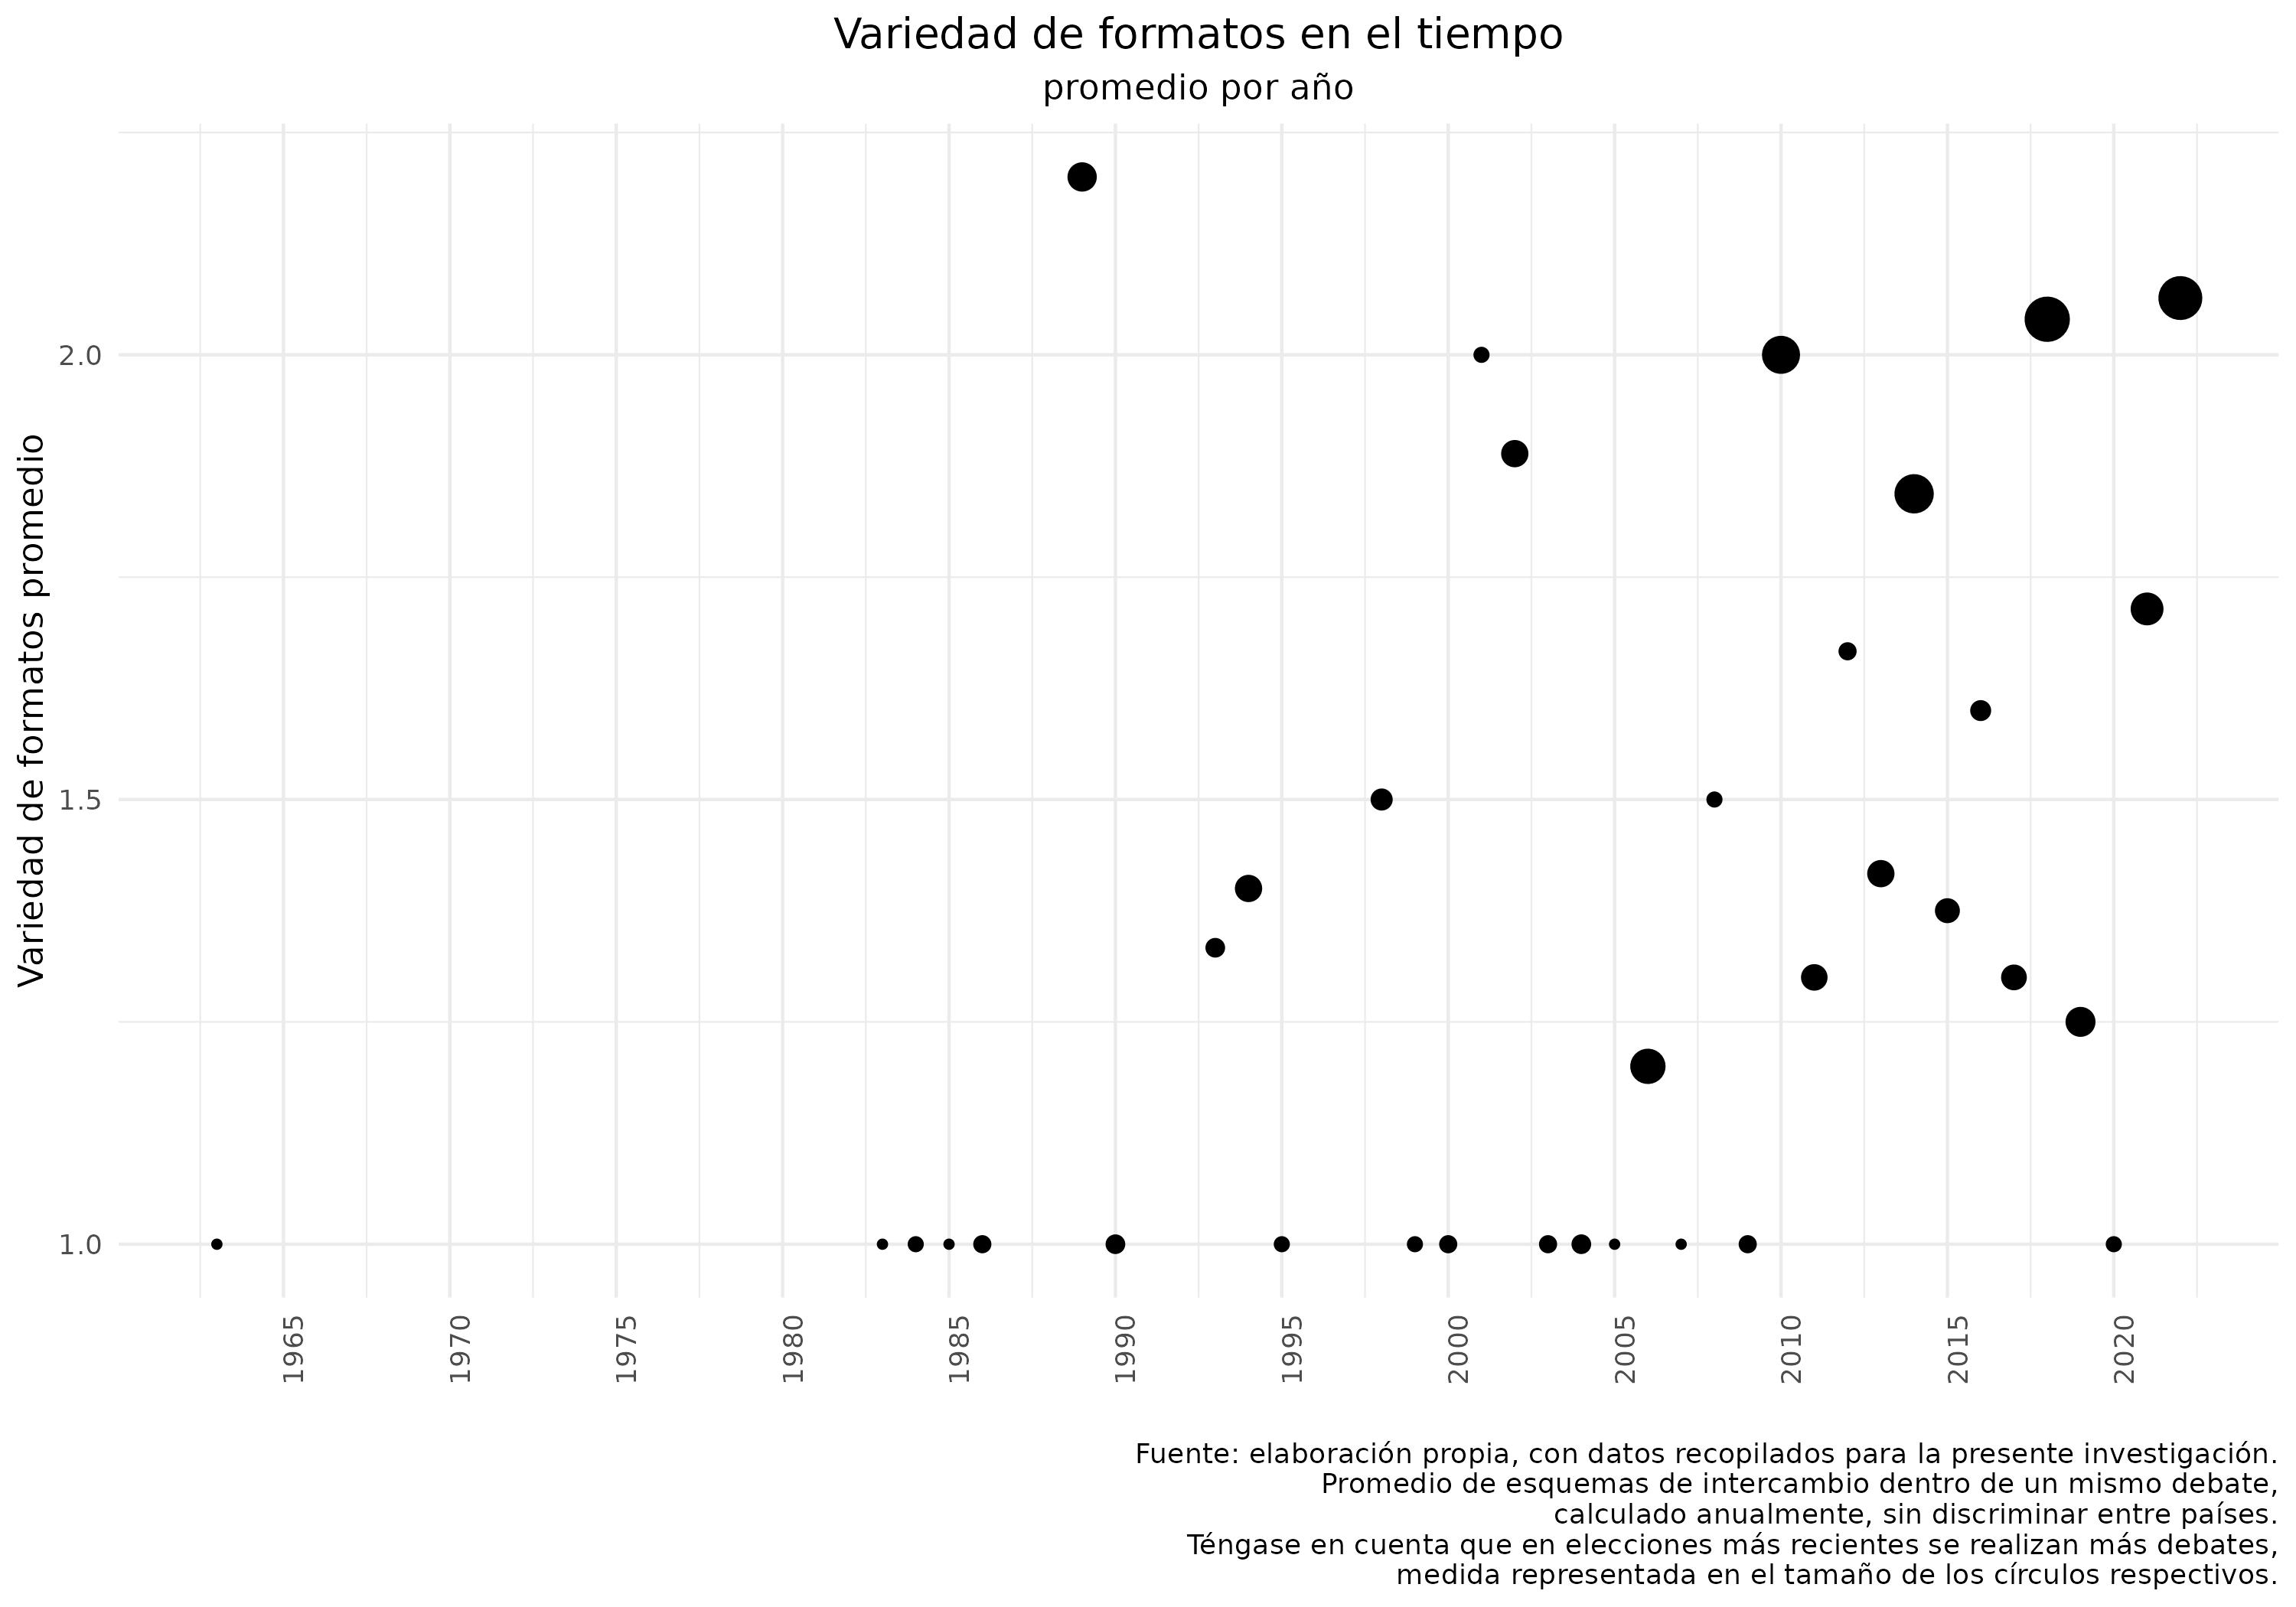 Variedad de formatos en el tiempo
promedio por año
Variedad de formatos promedio
2.0
1.5
1.0
1965
1970
1975
1980
1985
1990
1995
2000
2005
2010
2015
2020
Fuente: elaboración propia, con datos recopilados para la presente investigación.
Promedio de esquemas de intercambio dentro de un mismo debate,
calculado anualmente, sin discriminar entre países.
Téngase en cuenta que en elecciones más recientes se realizan más debates,
medida representada en el tamaño de los círculos respectivos.